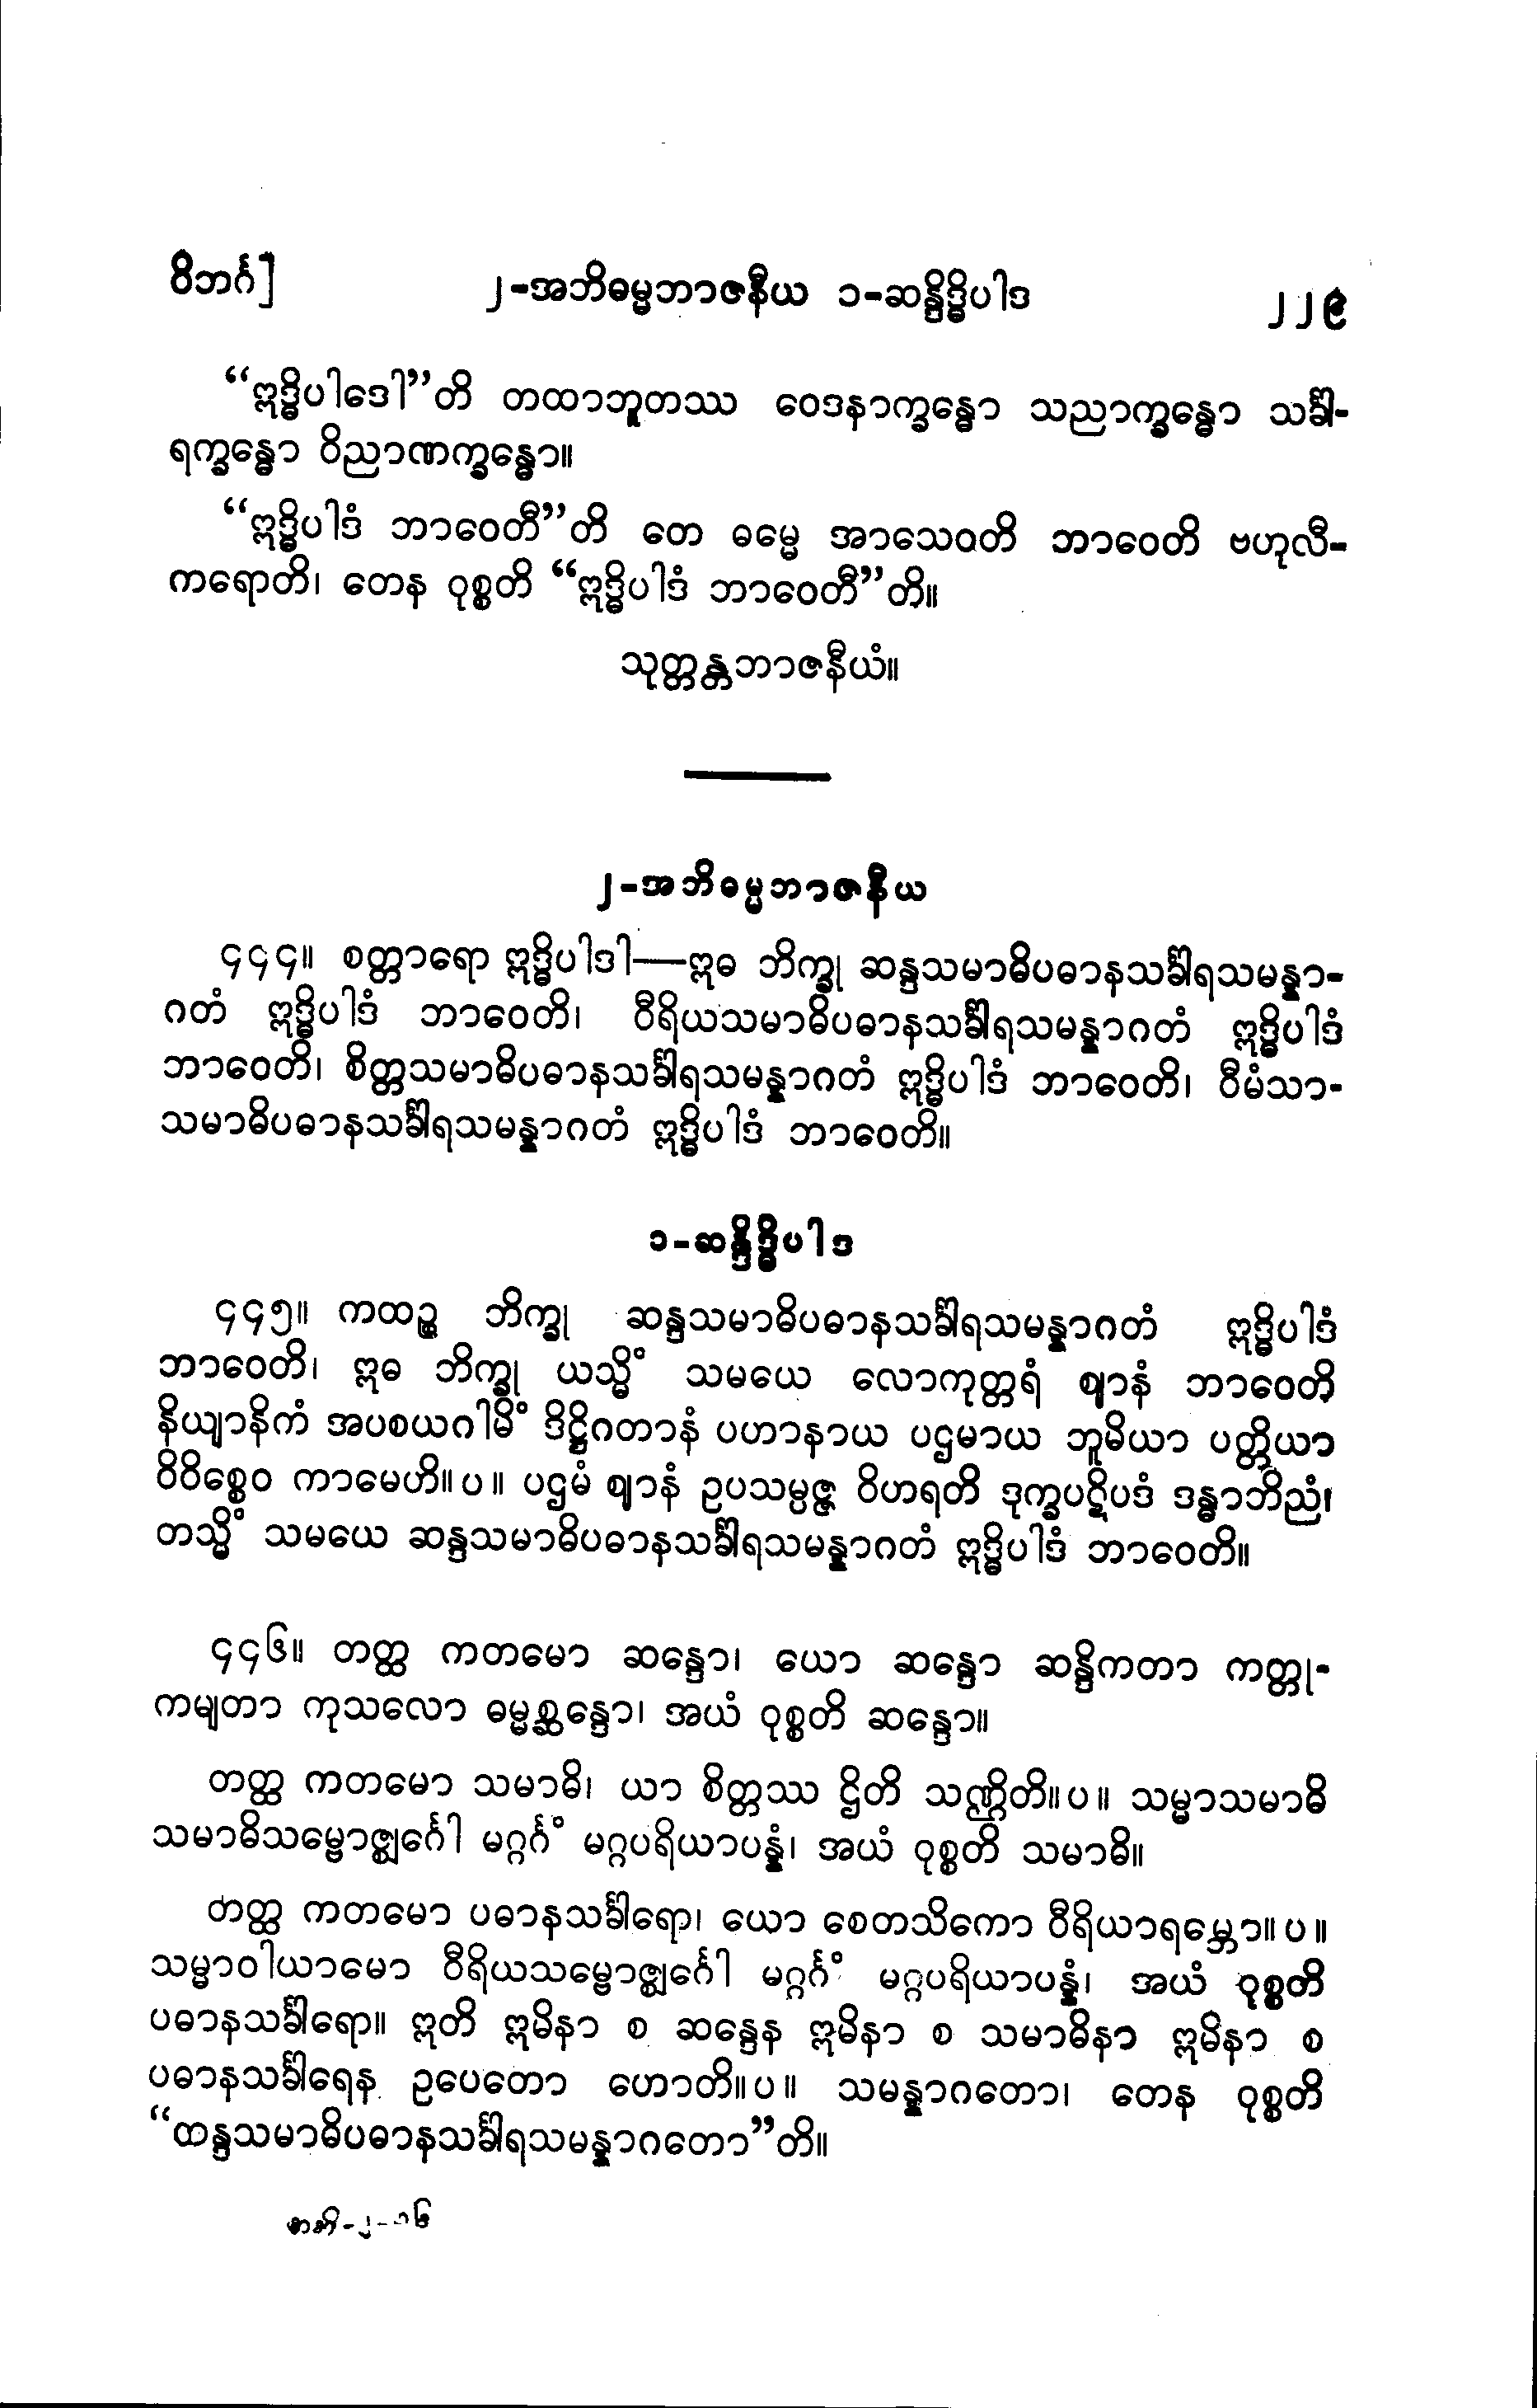 ဝိဘင်္ဂ] ၂-အဘိဓမ္မဘာဇနီယ ၁-ဆန္ဒိဒ္ဓိပါဒ ၂၂၉
“ဣဒ္ဓိပါဒေါ”တိ တထာဘူတဿ ဝေဒနာက္ခန္ဓော သညာက္ခန္ဓော သင်္ခါ-
ရက္ခန္ဓော ဝိညာဏက္ခန္ဓော။
“ဣဒ္ဓိပါဒံ ဘာဝေတီ”တိ တေ ဓမ္မေ အာသေဝတိ ဘာဝေတိ ဗဟုလီ-
ကရောတိ၊ တေန ဝုစ္စတိ “ဣဒ္ဓိပါဒံ ဘာဝေတီ”တိ။
သုတ္တန္တဘာဇနီယံ။
၂-အဘိဓမ္မဘာဇနီယ
၄၄၄။ စတ္တာရော ဣဒ္ဓိပါဒါ—ဣဓ ဘိက္ခု ဆန္ဒသမာဓိပဓာနသင်္ခါရသမန္နာ-
ဂတံ ဣဒ္ဓိပါဒံ ဘာဝေတိ၊ ဝီရိယသမာဓိပဓာနသင်္ခါရသမန္နာဂတံ ဣဒ္ဓိပါဒံ
ဘာဝေတိ၊ စိတ္တသမာဓိပဓာနသင်္ခါရသမန္နာဂတံ ဣဒ္ဓိပါဒံ ဘာဝေတိ၊ ဝီမံသာ-
သမာဓိပဓာနသင်္ခါရသမန္နာဂတံ ဣဒ္ဓိပါဒံ ဘာဝေတိ။
၁-ဆန္ဒိဒ္ဓိပါဒ
၄၄၅။ ကထဉ္စ ဘိက္ခု ဆန္ဒသမာဓိပဓာနသင်္ခါရသမန္နာဂတံ ဣဒ္ဓိပါဒံ
ဘာဝေတိ၊ ဣဓ ဘိက္ခု ယသ္မိံ သမယေ လောကုတ္တရံ ဈာနံ ဘာဝေတိ
နိယျာနိကံ အပစယဂါမိံ ဒိဋ္ဌိဂတာနံ ပဟာနာယ ပဌမာယ ဘူမိယာ ပတ္တိယာ
ဝိဝိစ္စေဝ ကာမေဟိ။ပ။ ပဌမံ ဈာနံ ဥပသမ္ပဇ္ဇ ဝိဟရတိ ဒုက္ခပဋိပဒံ ဒန္ဓာဘိညံ၊
တသ္မိံ သမယေ ဆန္ဒသမာဓိပဓာနသင်္ခါရသမန္နာဂတံ ဣဒ္ဓိပါဒံ ဘာဝေတိ။
၄၄၆။ တတ္ထ ကတမော ဆန္ဒော၊ ယော ဆန္ဒော ဆန္ဒိကတာ ကတ္တု-
ကမျတာ ကုသလော ဓမ္မစ္ဆန္ဒော၊ အယံ ဝုစ္စတိ ဆန္ဒော။
တတ္ထ ကတမော သမာဓိ၊ ယာ စိတ္တဿ ဌိတိ သဏ္ဌိတိ။ပ။ သမ္မာသမာဓိ
သမာဓိသမ္ဗောဇ္ဈင်္ဂေါ မဂ္ဂင်္ဂံ မဂ္ဂပရိယာပန္နံ၊ အယံ ဝုစ္စတိ သမာဓိ။
တတ္ထ ကတမော ပဓာနသင်္ခါရော၊ ယော စေတသိကော ဝီရိယာရမ္ဘော။ပ။
သမ္မာဝါယာမော ဝီရိယသမ္ဗောဇ္ဈင်္ဂေါ မဂ္ဂင်္ဂံ မဂ္ဂပရိယာပန္နံ၊ အယံ ဝုစ္စတိ
ပဓာနသင်္ခါရော။ ဣတိ ဣမိနာ စ ဆန္ဒေန ဣမိနာ စ သမာဓိနာ ဣမိနာ စ
ပဓာနသင်္ခါရေန ဥပေတော ဟောတိ။ပ။ သမန္နာဂတော၊ တေန ဝုစ္စတိ
“ထန္ဒသမာဓိပဓာနသင်္ခါရသမန္နာဂတော”တိ။